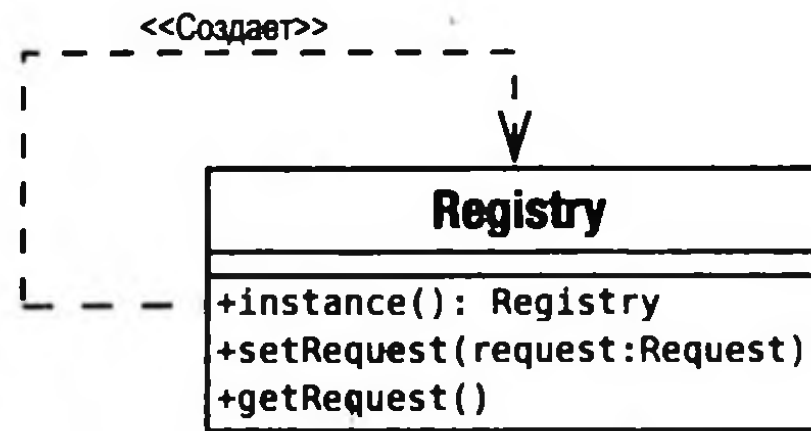 <<Создает>>
Registry
+instance(): Registry
+setRequest(request:Request)
+getRequest()